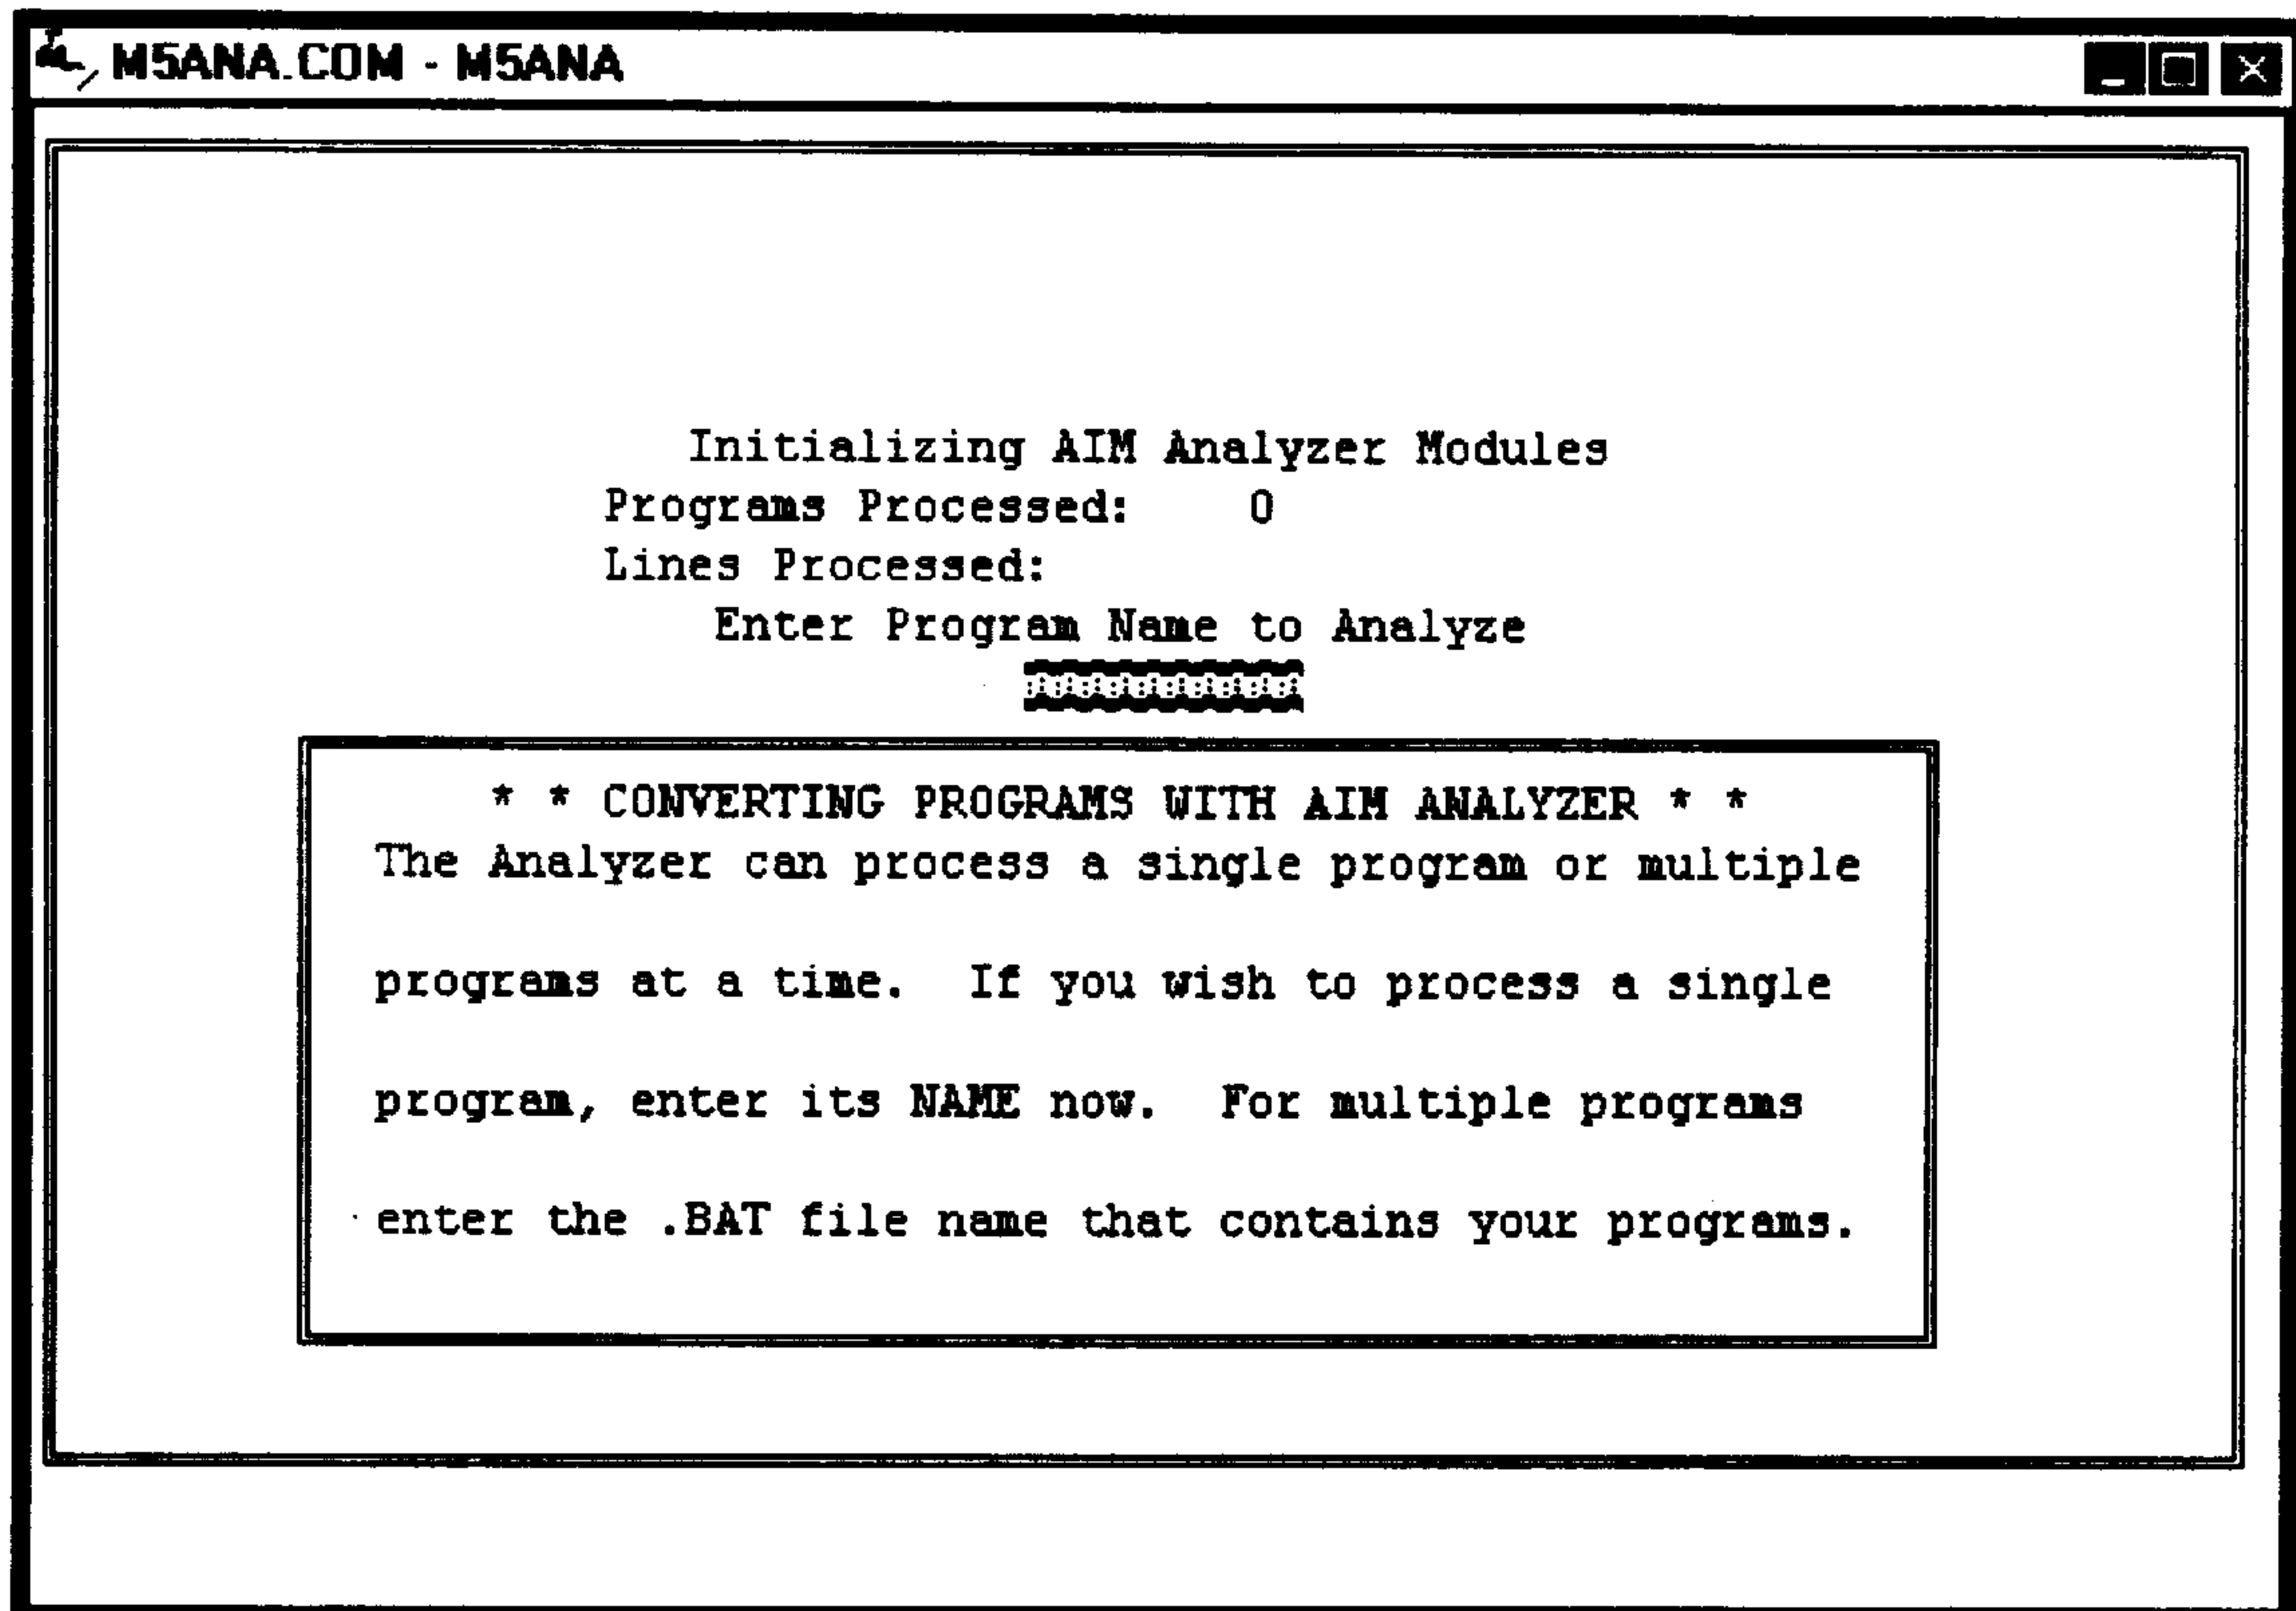 M5ANA.COM - M5ANA
Initializing AIM Analyzer Modules
Programs Processed: 0
Lines Processed:
Enter Program Name to Analyze
* * CONVERTING PROGRAMS WITH AIM ANALYZER * *
The Analyzer can process a single program or multiple
programs at a time. If you wish to process a single
program, enter its NAME now. For multiple programs
enter the .BAT file name that contains your programs.